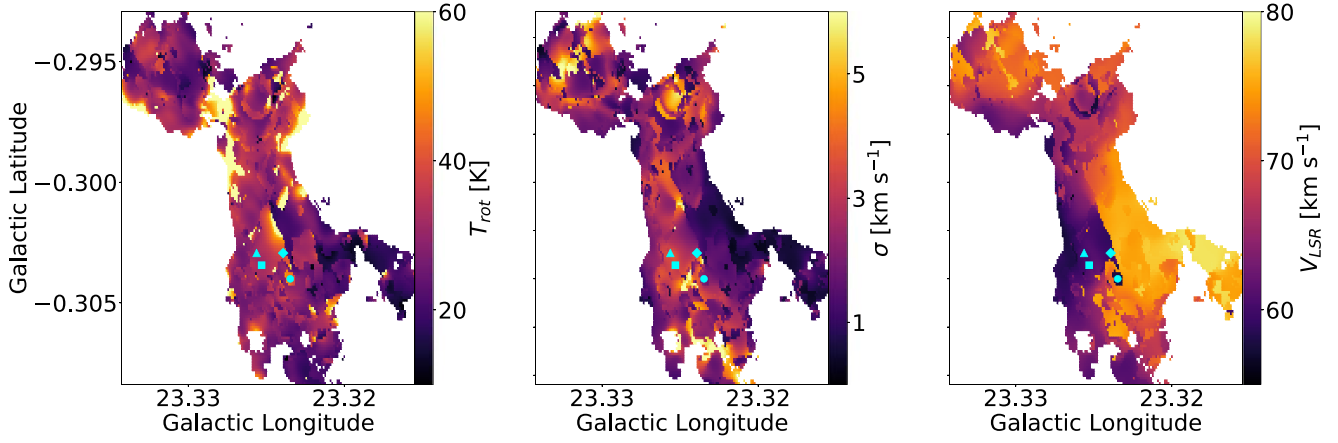 Galactic Latitude
−0.295
−0.300
−0.305
23.33
23.32
Galactic Longitude
60
40
20
T_rot [K]
23.33
23.32
Galactic Longitude
5
3
1
σ [km s⁻¹]
23.33
23.32
Galactic Longitude
80
70
60
V_LSR [km s⁻¹]